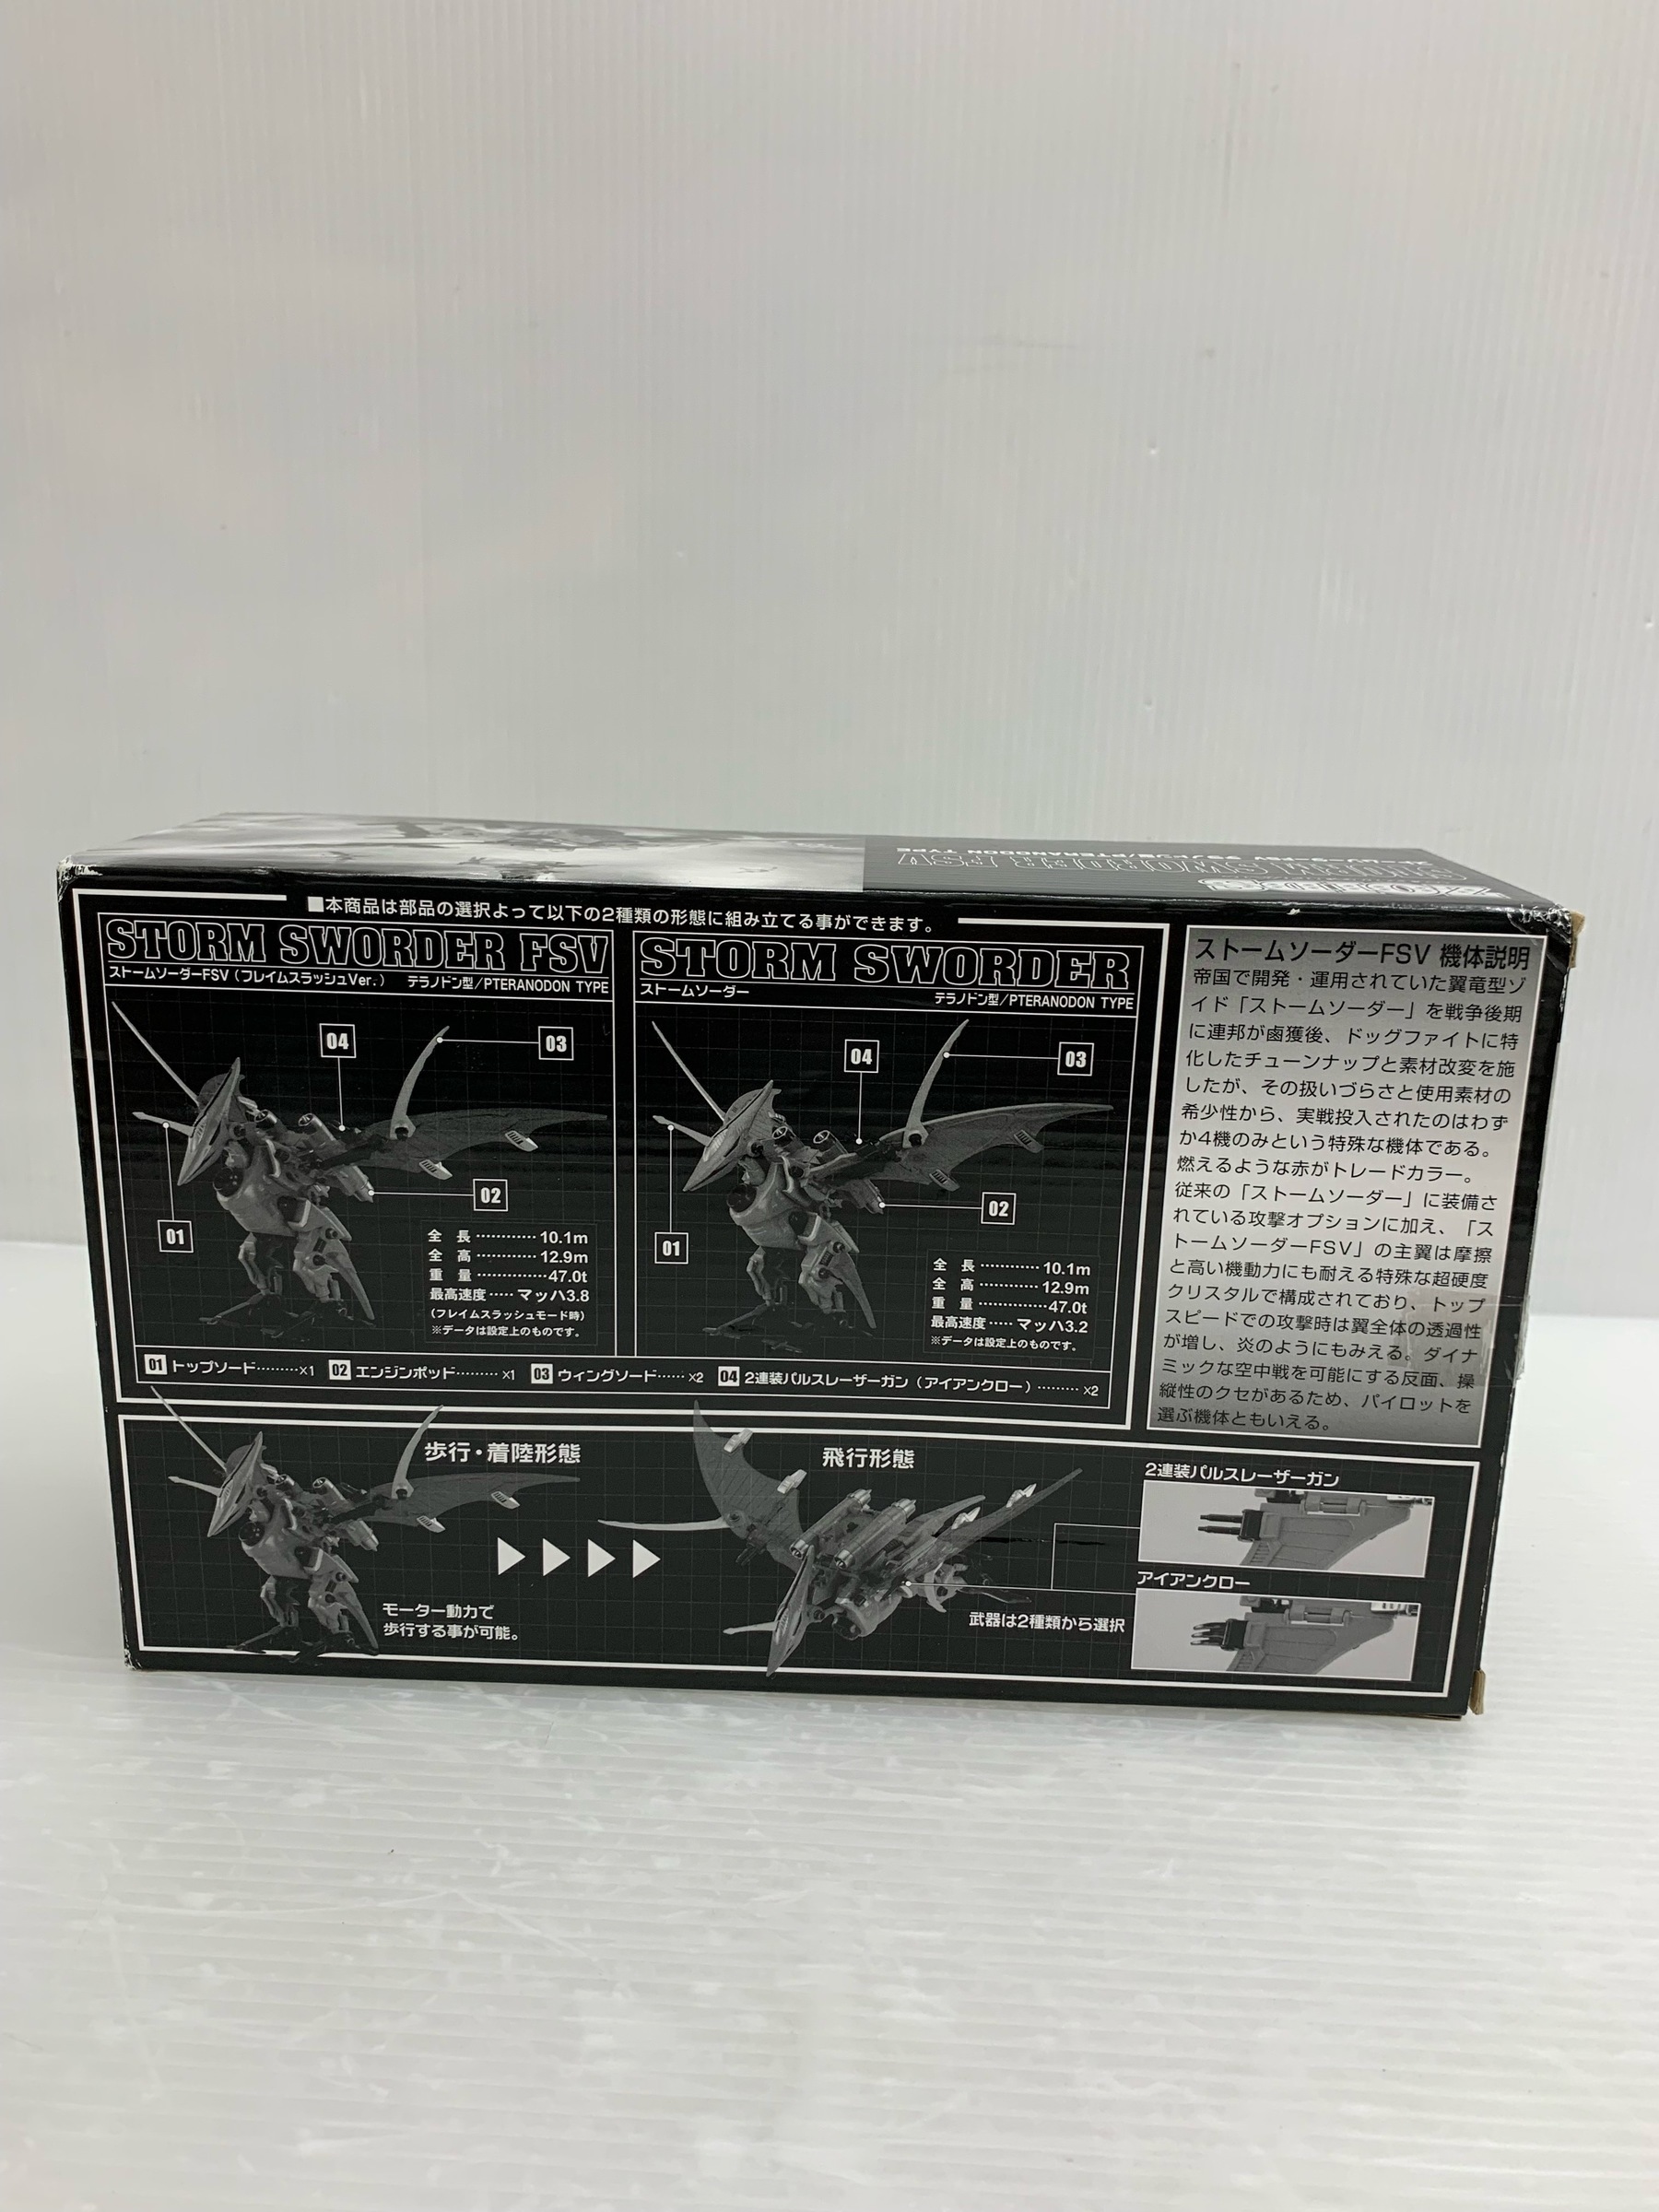 ZOIDS
STORM SWORDER FSV
■本商品は部品の選択よって以下の2種類の形態に組み立てる事ができます。
STORM SWORDER FSV
ストームソーダーFSV（フレイムスラッシュVer.） テラノドン型/PTERANODON TYPE
04
03
02
01
全 長 ………… 10.1m
全 高 ………… 12.9m
重 量 …………47.0t
最高速度 ‥‥ マッハ3.8
（フレイムスラッシュモード時）
※データは設定上のものです。
STORM SWORDER
ストームソーダー テラノドン型/PTERANODON TYPE
04
03
02
01
全 長 ………… 10.1m
全 高 ………… 12.9m
重 量 …………47.0t
最高速度 ‥‥ マッハ3.2
※データは設定上のものです。
01 トップソード………×1 02 エンジンポッド……… ×1 03 ウィングソード…… ×2 04 2連装パルスレーザーガン（アイアンクロー）……… ×2
ストームソーダーFSV 機体説明
帝国で開発・運用されていた翼竜型ゾ
イド「ストームソーダー」を戦争後期
に連邦が鹵獲後、ドッグファイトに特
化したチューンナップと素材改変を施
したが、その扱いづらさと使用素材の
希少性から、実戦投入されたのはわず
か4機のみという特殊な機体である。
燃えるような赤がトレードカラー。
従来の「ストームソーダー」に装備さ
れている攻撃オプションに加え、「ス
トームソーダーFSV」の主翼は摩擦
と高い機動力にも耐える特殊な超硬度
クリスタルで構成されており、トップ
スピードでの攻撃時は翼全体の透過性
が増し、炎のようにもみえる。ダイナ
ミックな空中戦を可能にする反面、操
縦性のクセがあるため、パイロットを
選ぶ機体ともいえる。
歩行・着陸形態
モーター動力で
歩行する事が可能。
飛行形態
武器は2種類から選択
2連装パルスレーザーガン
アイアンクロー